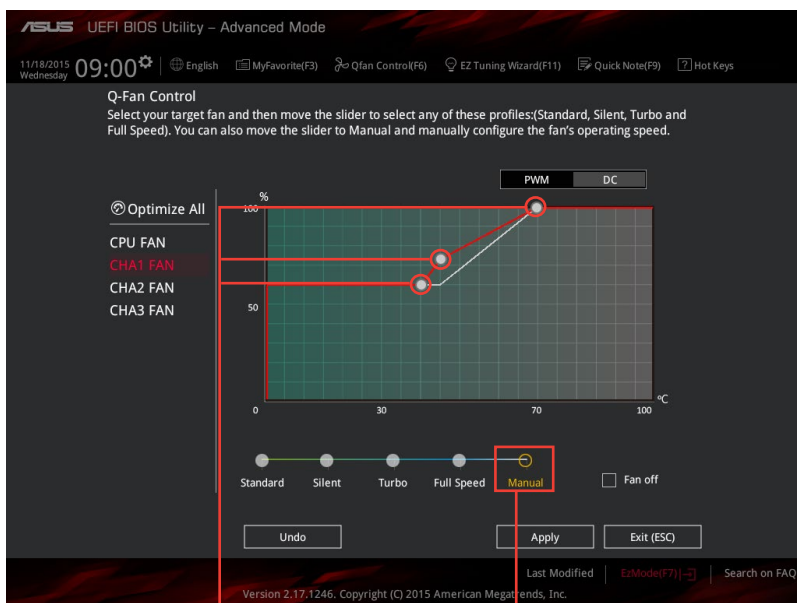 ASUS UEFI BIOS Utility – Advanced Mode
11/18/2015
Wednesday
09:00 English MyFavorite(F3) Qfan Control(F6) EZ Tuning Wizard(F11) Quick Note(F9) ? Hot Keys
Q-Fan Control
Select your target fan and then move the slider to select any of these profiles:(Standard, Silent, Turbo and
Full Speed). You can also move the slider to Manual and manually configure the fan's operating speed.
PWM DC
Optimize All
CPU FAN
CHA1 FAN
CHA2 FAN
CHA3 FAN
%
100
50
0 30 70 100
ºC
Standard Silent Turbo Full Speed Manual
Fan off
Undo Apply Exit (ESC)
Last Modified EzMode(F7) Search on FAQ
Version 2.17.1246. Copyright (C) 2015 American Megatrends, Inc.